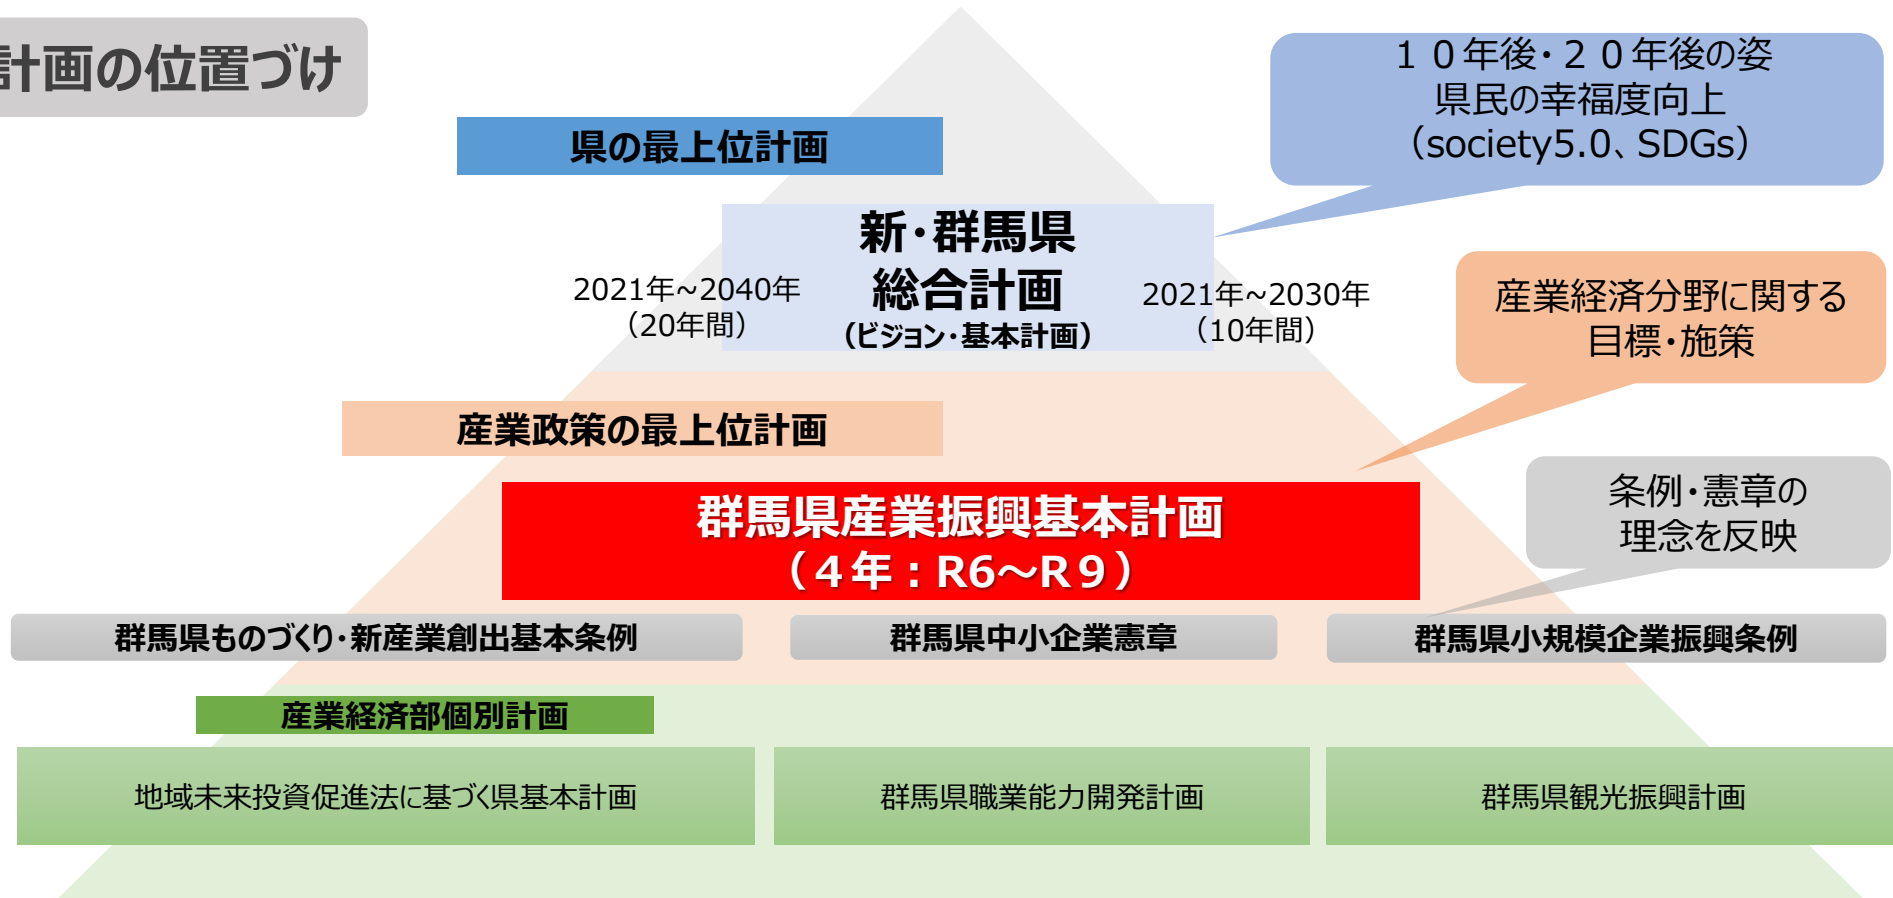 計画の位置づけ
10年後・20年後の姿
県民の幸福度向上
（society5.0、SDGs）
県の最上位計画
新・群馬県
総合計画
（ビジョン・基本計画）
2021年~2040年
（20年間）
2021年~2030年
（10年間）
産業経済分野に関する
目標・施策
産業政策の最上位計画
群馬県産業振興基本計画
（４年：R6～R９）
条例・憲章の
理念を反映
群馬県ものづくり・新産業創出基本条例
群馬県中小企業憲章
群馬県小規模企業振興条例
産業経済部個別計画
地域未来投資促進法に基づく県基本計画
群馬県職業能力開発計画
群馬県観光振興計画